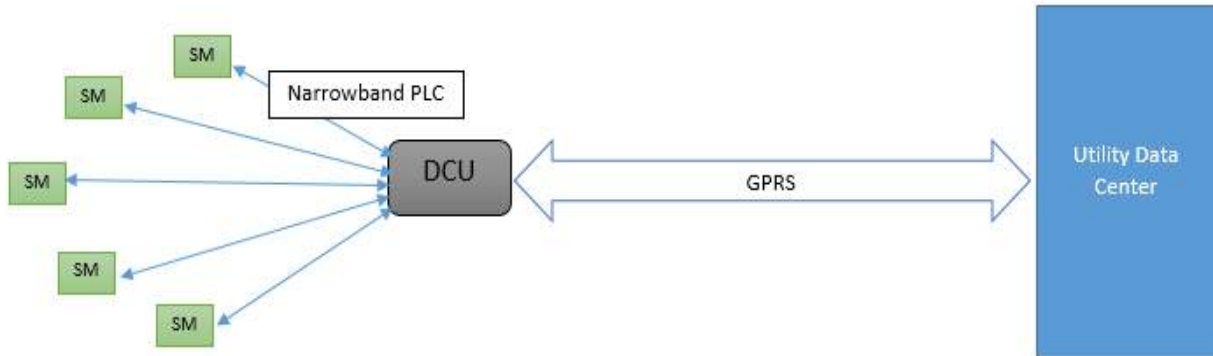 SM
Narrowband PLC
SM
SM
SM
SM
DCU
GPRS
Utility Data
Center